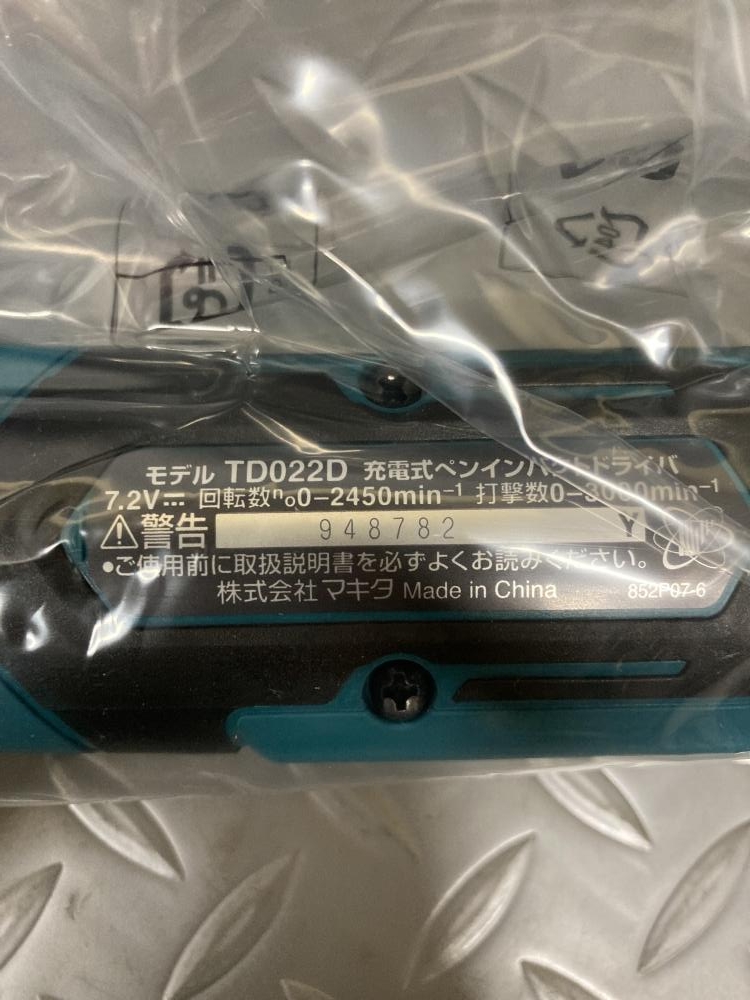 モデル TD022D 充電式ペンインパクトドライバ
7.2V⎓ 回転数n₀0-2450min⁻¹ 打撃数0-3000min⁻¹
⚠警告 948782 Y
•ご使用前に取扱説明書を必ずよくお読みください。
株式会社マキタ Made in China 852P07-6